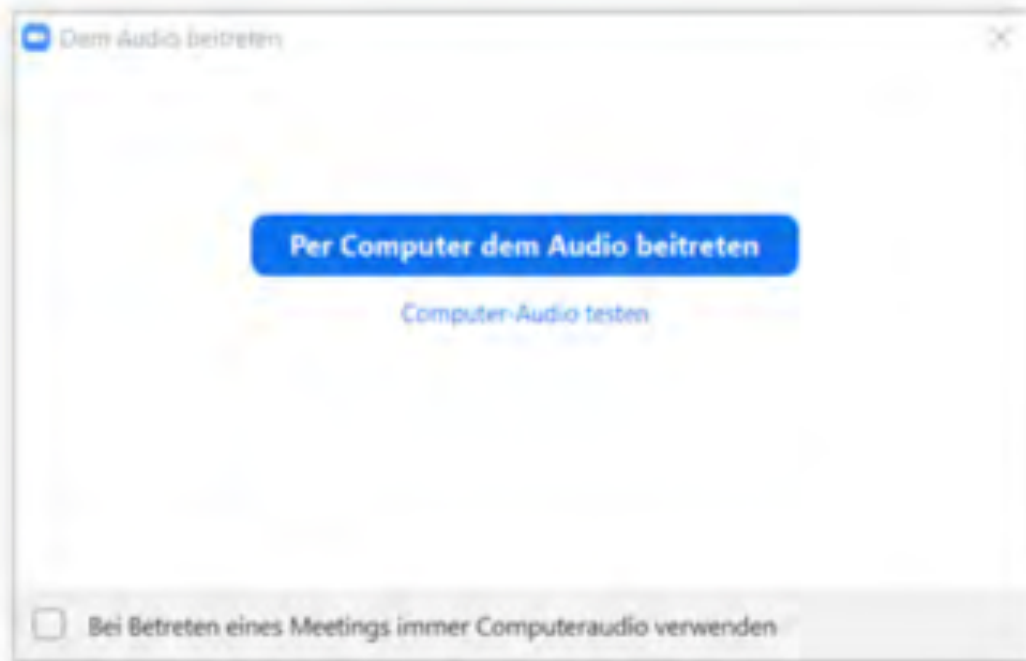 Dem Audio beitreten
Per Computer dem Audio beitreten
Computer-Audio testen
Bei Betreten eines Meetings immer Computeraudio verwenden